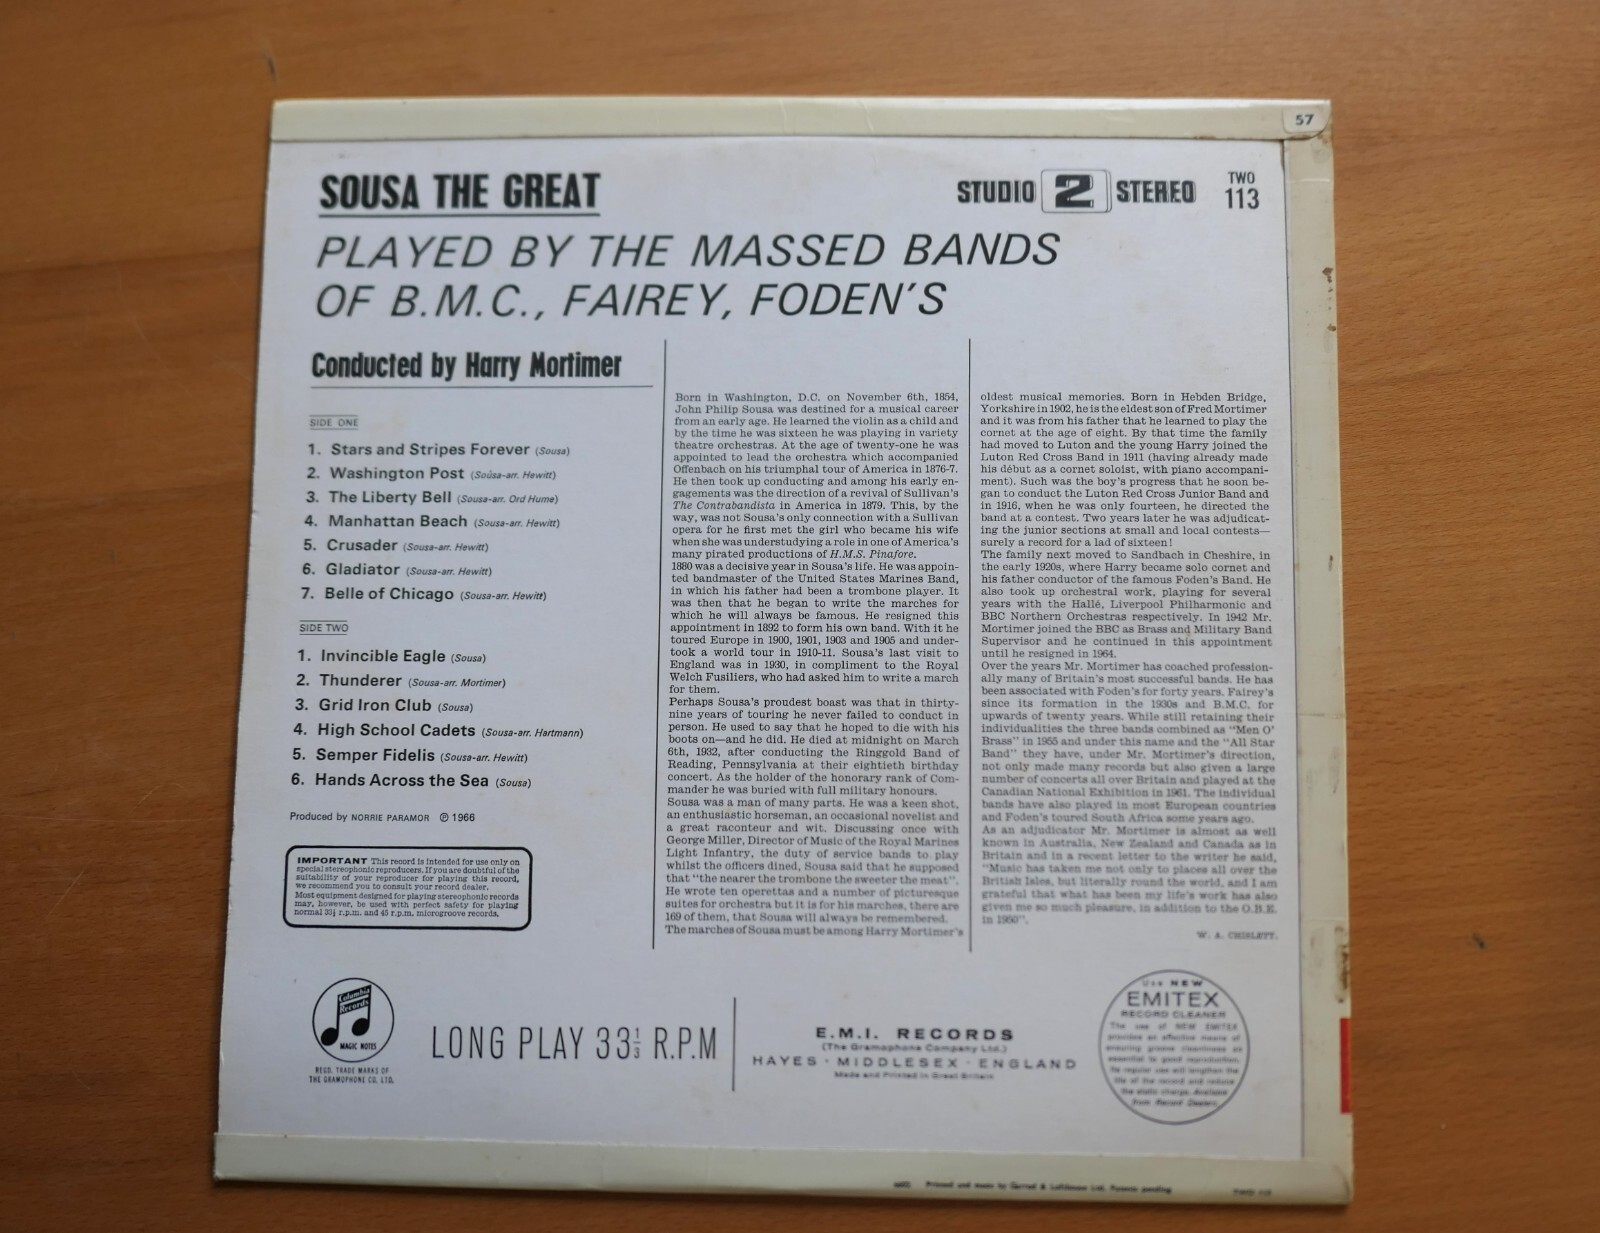 57
SOUSA THE GREAT
STUDIO 2 STEREO
TWO
113
PLAYED BY THE MASSED BANDS
OF B.M.C., FAIREY, FODEN'S
Conducted by Harry Mortimer
SIDE ONE
1. Stars and Stripes Forever (Sousa)
2. Washington Post (Sousa-arr. Hewitt)
3. The Liberty Bell (Sousa-arr. Ord Hume)
4. Manhattan Beach (Sousa-arr. Hewitt)
5. Crusader (Sousa-arr. Hewitt)
6. Gladiator (Sousa-arr. Hewitt)
7. Belle of Chicago (Sousa-arr. Hewitt)
SIDE TWO
1. Invincible Eagle (Sousa)
2. Thunderer (Sousa-arr. Mortimer)
3. Grid Iron Club (Sousa)
4. High School Cadets (Sousa-arr. Hartmann)
5. Semper Fidelis (Sousa-arr. Hewitt)
6. Hands Across the Sea (Sousa)
Produced by NORRIE PARAMOR ℗ 1966
IMPORTANT This record is intended for use only on
special stereophonic reproducers. If you are doubtful of the
suitability of your reproducer for playing this record,
we recommend you to consult your record dealer.
Most equipment designed for playing stereophonic records
may, however, be used with perfect safety for playing
normal 33⅓ r.p.m. and 45 r.p.m. microgroove records.
Born in Washington, D.C. on November 6th, 1854,
John Philip Sousa was destined for a musical career
from an early age. He learned the violin as a child and
by the time he was sixteen he was playing in variety
theatre orchestras. At the age of twenty-one he was
appointed to lead the orchestra which accompanied
Offenbach on his triumphal tour of America in 1876-7.
He then took up conducting and among his early en-
gagements was the direction of a revival of Sullivan's
The Contrabandista in America in 1879. This, by the
way, was not Sousa's only connection with a Sullivan
opera for he first met the girl who became his wife
when she was understudying a role in one of America's
many pirated productions of H.M.S. Pinafore.
1880 was a decisive year in Sousa's life. He was appoin-
ted bandmaster of the United States Marines Band,
in which his father had been a trombone player. It
was then that he began to write the marches for
which he will always be famous. He resigned this
appointment in 1892 to form his own band. With it he
toured Europe in 1900, 1901, 1903 and 1905 and under-
took a world tour in 1910-11. Sousa's last visit to
England was in 1930, in compliment to the Royal
Welch Fusiliers, who had asked him to write a march
for them.
Perhaps Sousa's proudest boast was that in thirty-
nine years of touring he never failed to conduct in
person. He used to say that he hoped to die with his
boots on—and he did. He died at midnight on March
6th, 1932, after conducting the Ringgold Band of
Reading, Pennsylvania at their eightieth birthday
concert. As the holder of the honorary rank of Com-
mander he was buried with full military honours.
Sousa was a man of many parts. He was a keen shot,
an enthusiastic horseman, an occasional novelist and
a great raconteur and wit. Discussing once with
George Miller, Director of Music of the Royal Marines
Light Infantry, the duty of service bands to play
whilst the officers dined, Sousa said that he supposed
that "the nearer the trombone the sweeter the meat".
He wrote ten operettas and a number of picturesque
suites for orchestra but it is for his marches, there are
169 of them, that Sousa will always be remembered.
The marches of Sousa must be among Harry Mortimer's
oldest musical memories. Born in Hebden Bridge,
Yorkshire in 1902, he is the eldest son of Fred Mortimer
and it was from his father that he learned to play the
cornet at the age of eight. By that time the family
had moved to Luton and the young Harry joined the
Luton Red Cross Band in 1911 (having already made
his début as a cornet soloist, with piano accompani-
ment). Such was the boy's progress that he soon be-
gan to conduct the Luton Red Cross Junior Band and
in 1916, when he was only fourteen, he directed the
band at a contest. Two years later he was adjudicat-
ing the junior sections at small and local contests—
surely a record for a lad of sixteen!
The family next moved to Sandbach in Cheshire, in
the early 1920s, where Harry became solo cornet and
his father conductor of the famous Foden's Band. He
also took up orchestral work, playing for several
years with the Hallé, Liverpool Philharmonic and
BBC Northern Orchestras respectively. In 1942 Mr.
Mortimer joined the BBC as Brass and Military Band
Supervisor and he continued in this appointment
until he resigned in 1964.
Over the years Mr. Mortimer has coached profession-
ally many of Britain's most successful bands. He has
been associated with Foden's for forty years. Fairey's
since its formation in the 1930s and B.M.C. for
upwards of twenty years. While still retaining their
individualities the three bands combined as "Men O'
Brass" in 1955 and under this name and the "All Star
Band" they have, under Mr. Mortimer's direction,
not only made many records but also given a large
number of concerts all over Britain and played at the
Canadian National Exhibition in 1961. The individual
bands have also played in most European countries
and Foden's toured South Africa some years ago.
As an adjudicator Mr. Mortimer is almost as well
known in Australia, New Zealand and Canada as in
Britain and in a recent letter to the writer he said,
"Music has taken me not only to places all over the
British Isles, but literally round the world, and I am
grateful that what has been my life's work has also
given me so much pleasure, in addition to the O.B.E.
in 1950".
W. A. CHISLETT.
Columbia
Records
MAGIC NOTES
REGD. TRADE MARKS OF
THE GRAMOPHONE CO. LTD.
LONG PLAY 33⅓ R.P.M
E.M.I. RECORDS
(The Gramophone Company Ltd.)
HAYES · MIDDLESEX · ENGLAND
Made and Printed in Great Britain
Use NEW
EMITEX
RECORD CLEANER
The use of NEW EMITEX
provides an effective means of
ensuring groove cleanliness so
essential to good reproduction.
Its regular use will lengthen the
life of the record and reduce
the static charge. Available
from Record Dealers.
Printed and made by Garrod & Lofthouse Ltd. Patents pending
TWO 113